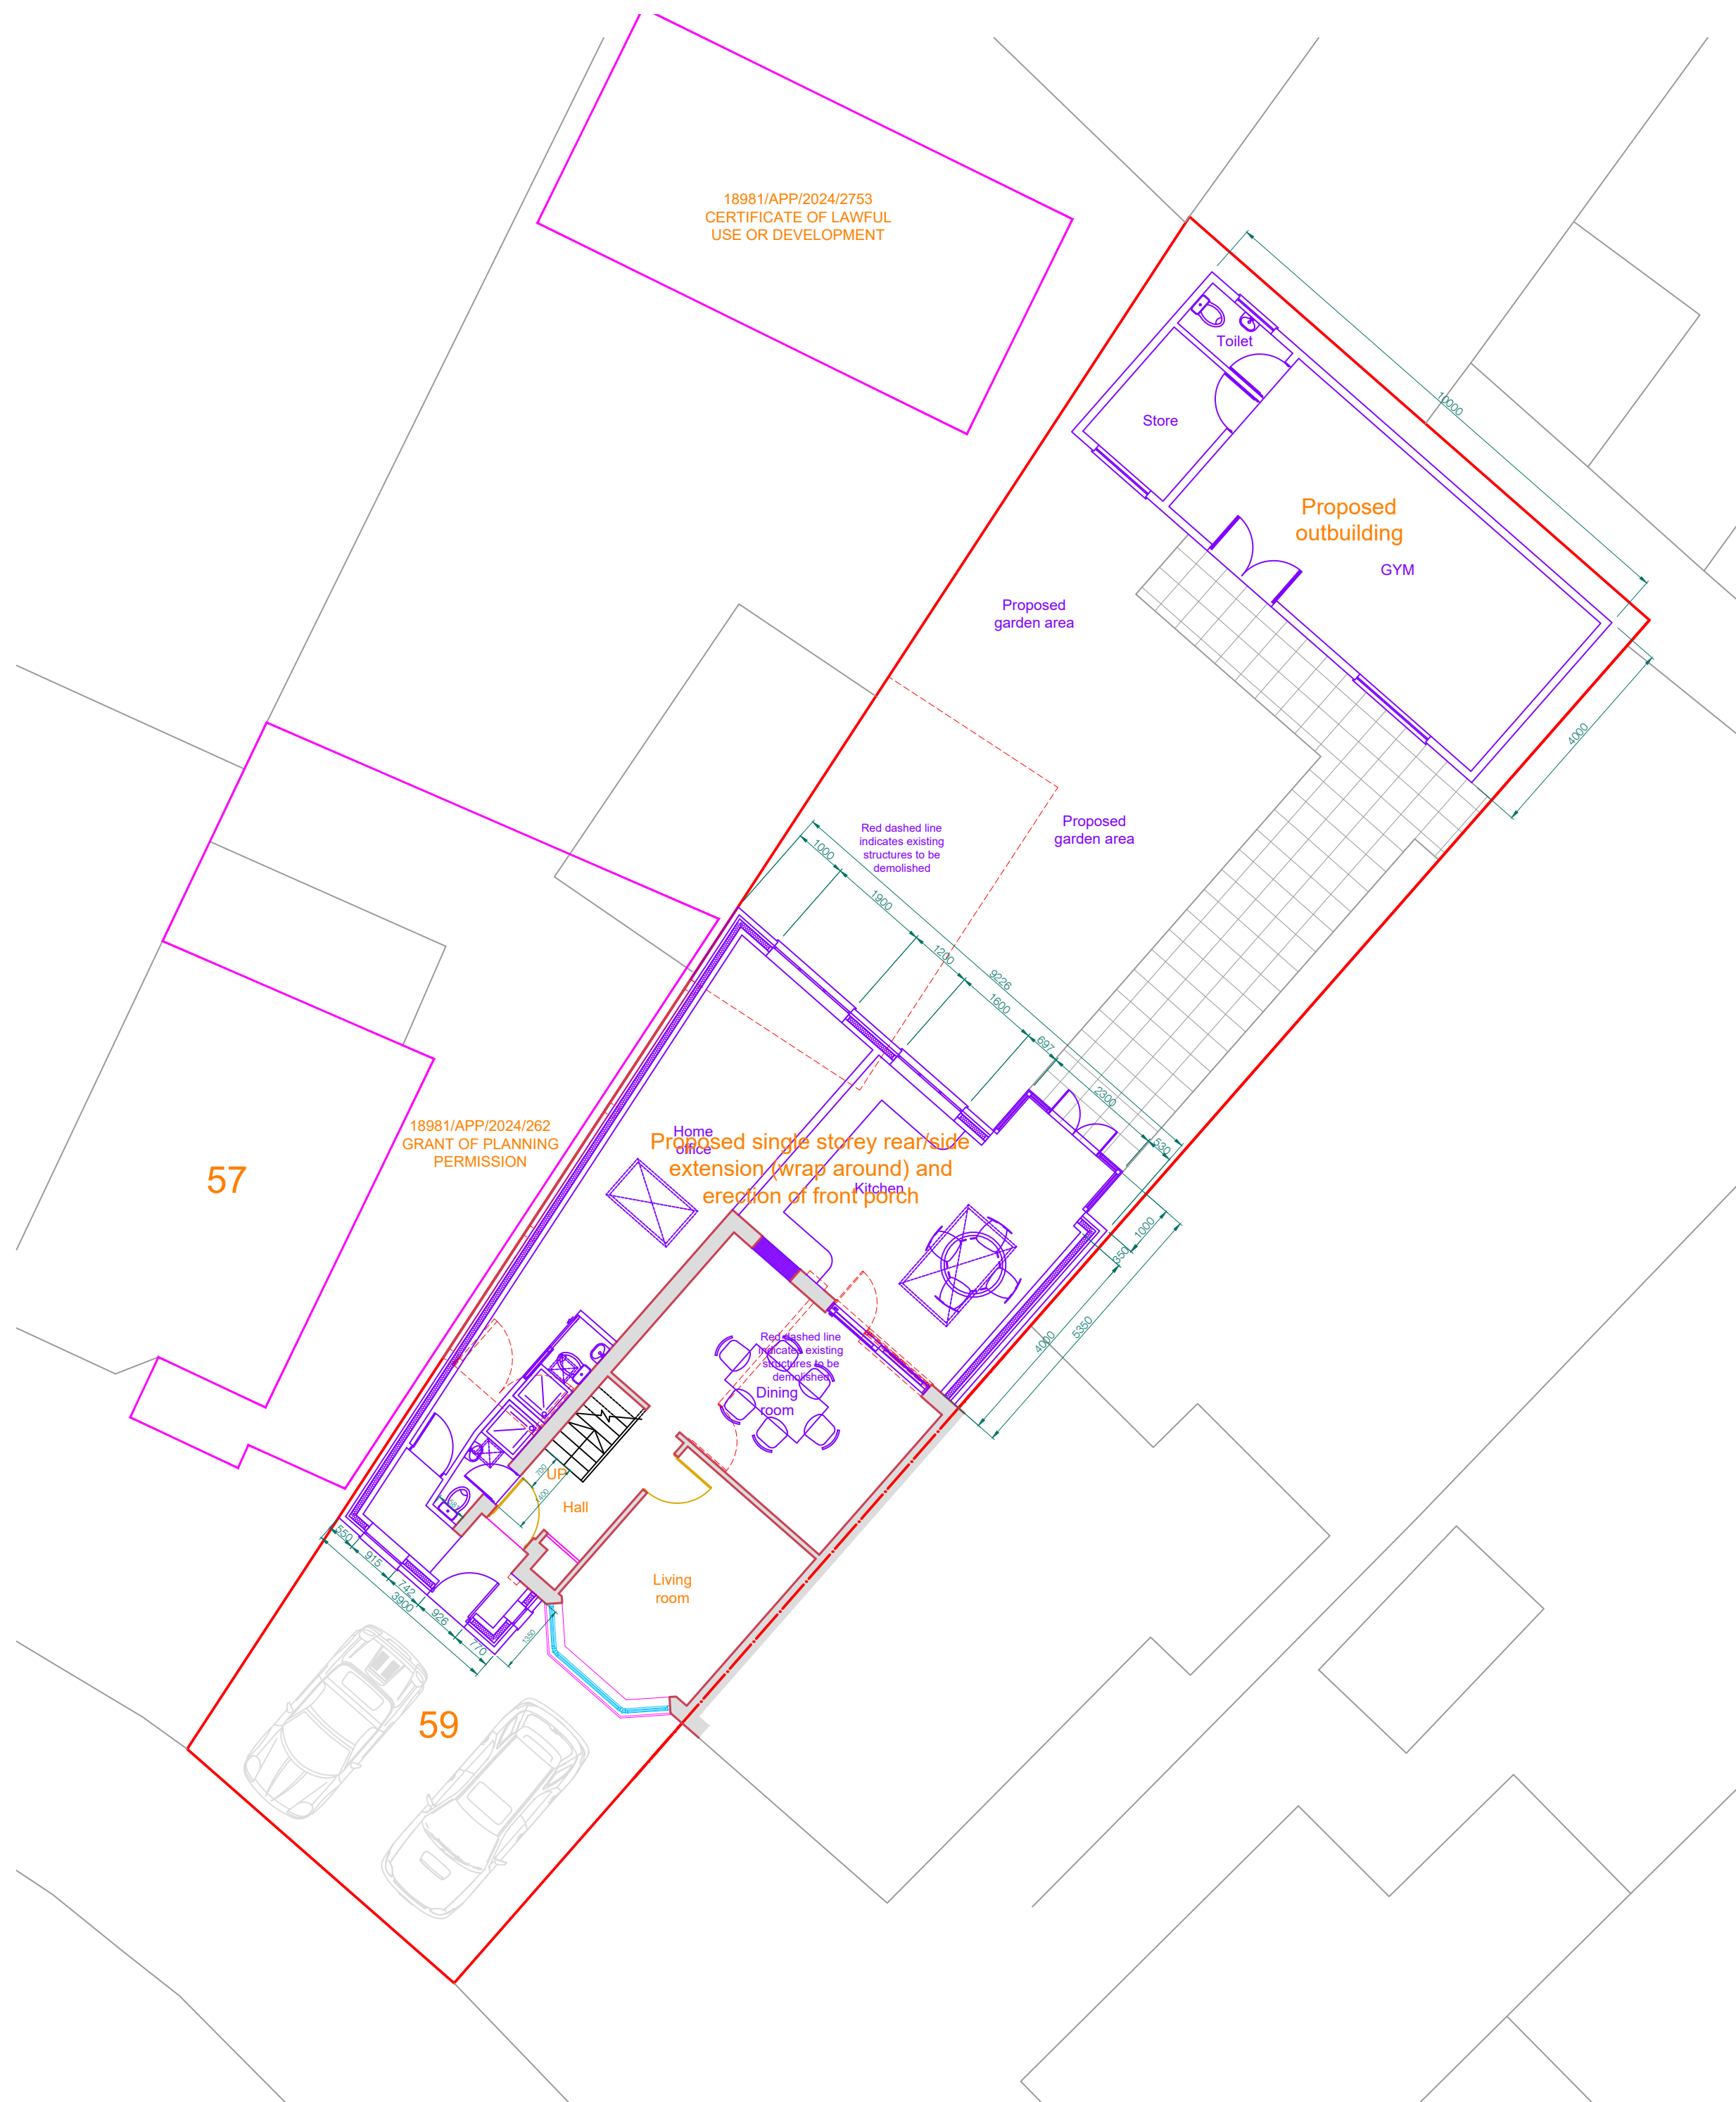 18981/APP/2024/2753
CERTIFICATE OF LAWFUL
USE OR DEVELOPMENT
10000
Toilet
Store
Proposed
outbuilding
GYM
Proposed
garden area
4000
Proposed
garden area
Red dashed line
indicates existing
structures to be
demolished
1000
1900
1200
9226
1600
697
2300
530
18981/APP/2024/262
GRANT OF PLANNING
PERMISSION
57
Home
office
Proposed single storey rear/side
extension (wrap around) and
erection of front porch
Kitchen
1000
350
4000
5350
Red dashed line
indicates existing
structures to be
demolished
Dining
room
UP
700
Hall
Living
room
550
915
742
3900
926
770
1350
59